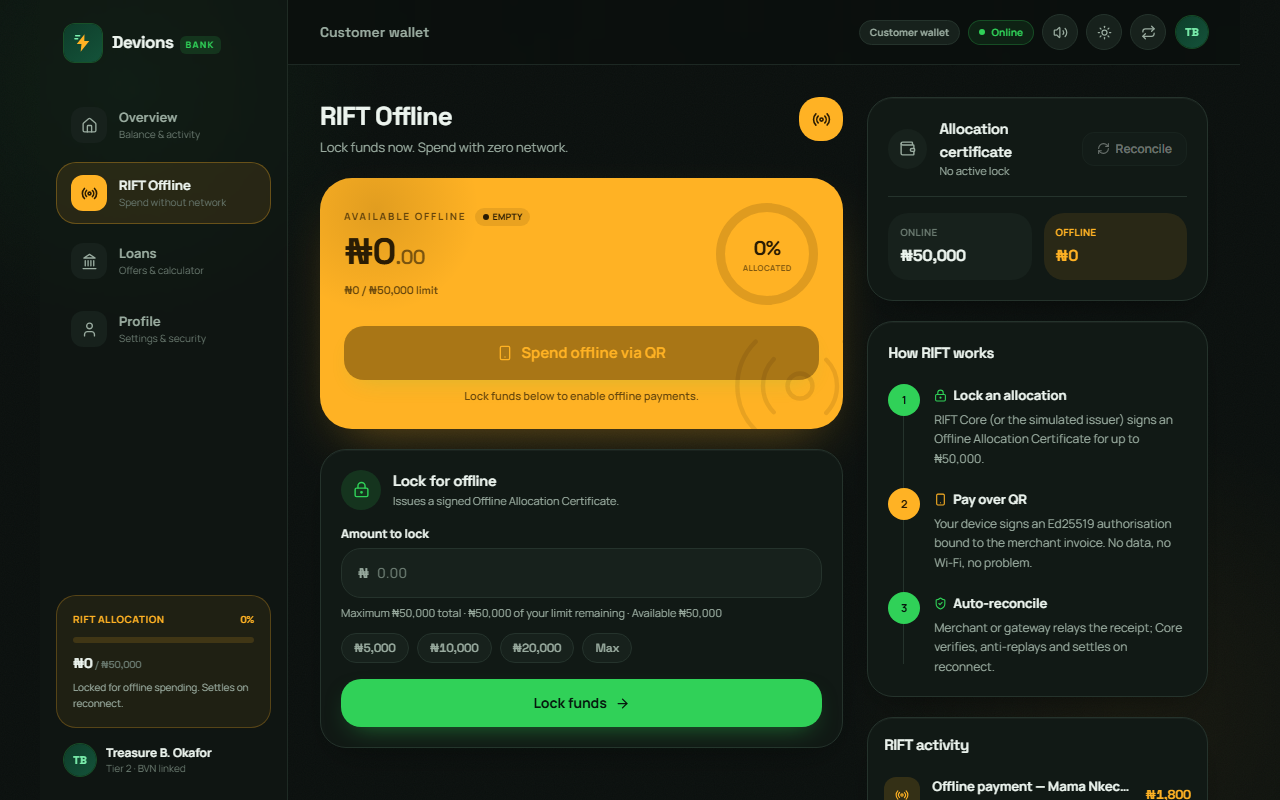 Devions BANK
Overview
Balance & activity
RIFT Offline
Spend without network
Loans
Offers & calculator
Profile
Settings & security
RIFT ALLOCATION 0%
₦0 / ₦50,000
Locked for offline spending. Settles on
reconnect.
TB
Treasure B. Okafor
Tier 2 · BVN linked
Customer wallet
Customer wallet
Online
TB
RIFT Offline
Lock funds now. Spend with zero network.
AVAILABLE OFFLINE EMPTY
₦0.00
₦0 / ₦50,000 limit
0%
ALLOCATED
Spend offline via QR
Lock funds below to enable offline payments.
Lock for offline
Issues a signed Offline Allocation Certificate.
Amount to lock
₦ 0.00
Maximum ₦50,000 total · ₦50,000 of your limit remaining · Available ₦50,000
₦5,000 ₦10,000 ₦20,000 Max
Lock funds
Allocation
certificate
No active lock
Reconcile
ONLINE
₦50,000
OFFLINE
₦0
How RIFT works
1
Lock an allocation
RIFT Core (or the simulated issuer) signs an
Offline Allocation Certificate for up to
₦50,000.
2
Pay over QR
Your device signs an Ed25519 authorisation
bound to the merchant invoice. No data, no
Wi-Fi, no problem.
3
Auto-reconcile
Merchant or gateway relays the receipt; Core
verifies, anti-replays and settles on
reconnect.
RIFT activity
Offline payment — Mama Nkec...
₦1,800